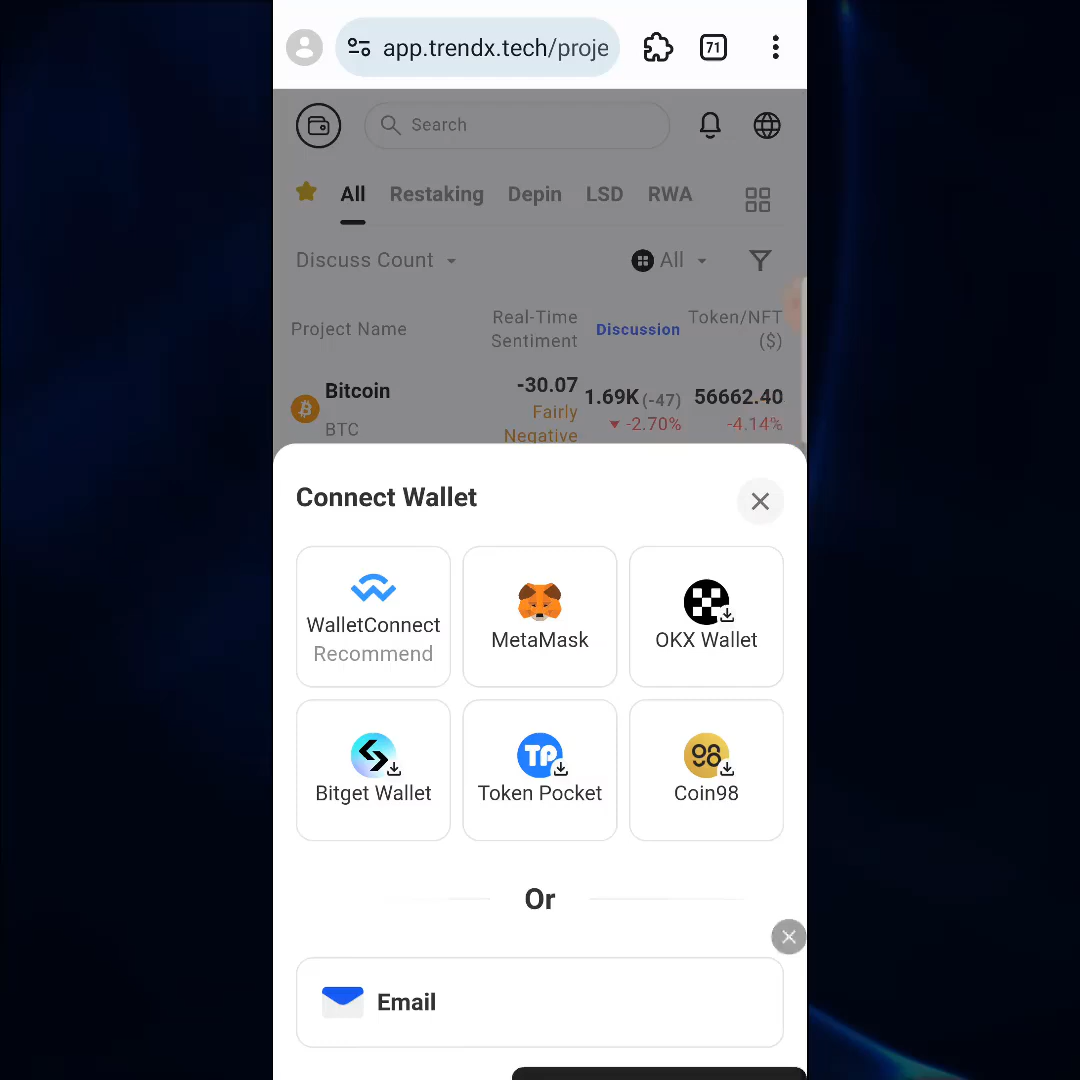 app.trendx.tech/proje
71
Search
All
Restaking
Depin
LSD
RWA
Discuss Count
All
Project Name
Real-Time
Sentiment
Discussion
Token/NFT
($)
Bitcoin
BTC
-30.07
Fairly
Negative
1.69K (-47)
-2.70%
56662.40
-4.14%
Connect Wallet
WalletConnect
Recommend
MetaMask
OKX Wallet
Bitget Wallet
TP
Token Pocket
98
Coin98
Or
Email